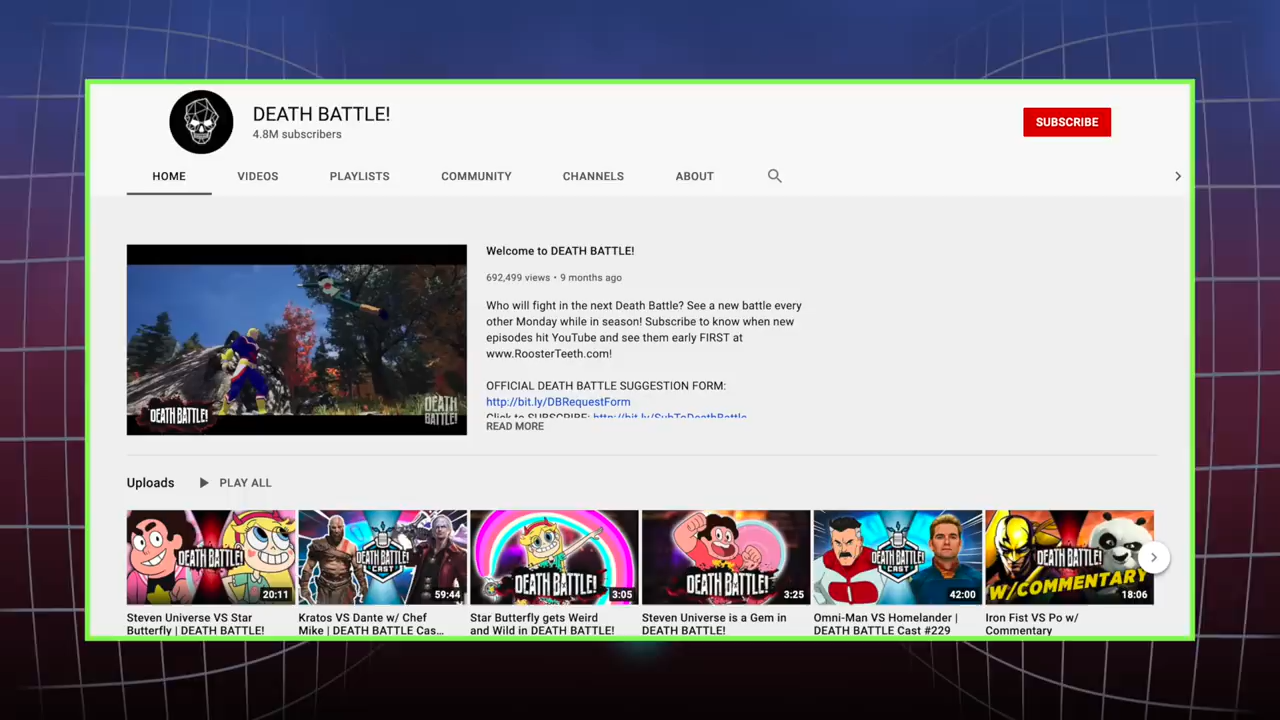 DEATH BATTLE!
4.8M subscribers
SUBSCRIBE
HOME VIDEOS PLAYLISTS COMMUNITY CHANNELS ABOUT
Welcome to DEATH BATTLE!
692,499 views • 9 months ago
Who will fight in the next Death Battle? See a new battle every
other Monday while in season! Subscribe to know when new
episodes hit YouTube and see them early FIRST at
www.RoosterTeeth.com!
OFFICIAL DEATH BATTLE SUGGESTION FORM:
http://bit.ly/DBRequestForm
Click to SUBSCRIBE: http://bit.ly/SubToDeathBattle
READ MORE
DEATH BATTLE!
DEATH
BATTLE!
Uploads PLAY ALL
DEATH BATTLE!
20:11
DEATH BATTLE!
CAST
59:44
DEATH BATTLE!
3:05
DEATH BATTLE!
3:25
DEATH BATTLE!
CAST
42:00
DEATH BATTLE!
W/COMMENTARY
18:06
Steven Universe VS Star
Butterfly | DEATH BATTLE!
Kratos VS Dante w/ Chef
Mike | DEATH BATTLE Cas...
Star Butterfly gets Weird
and Wild in DEATH BATTLE!
Steven Universe is a Gem in
DEATH BATTLE!
Omni-Man VS Homelander |
DEATH BATTLE Cast #229
Iron Fist VS Po w/
Commentary